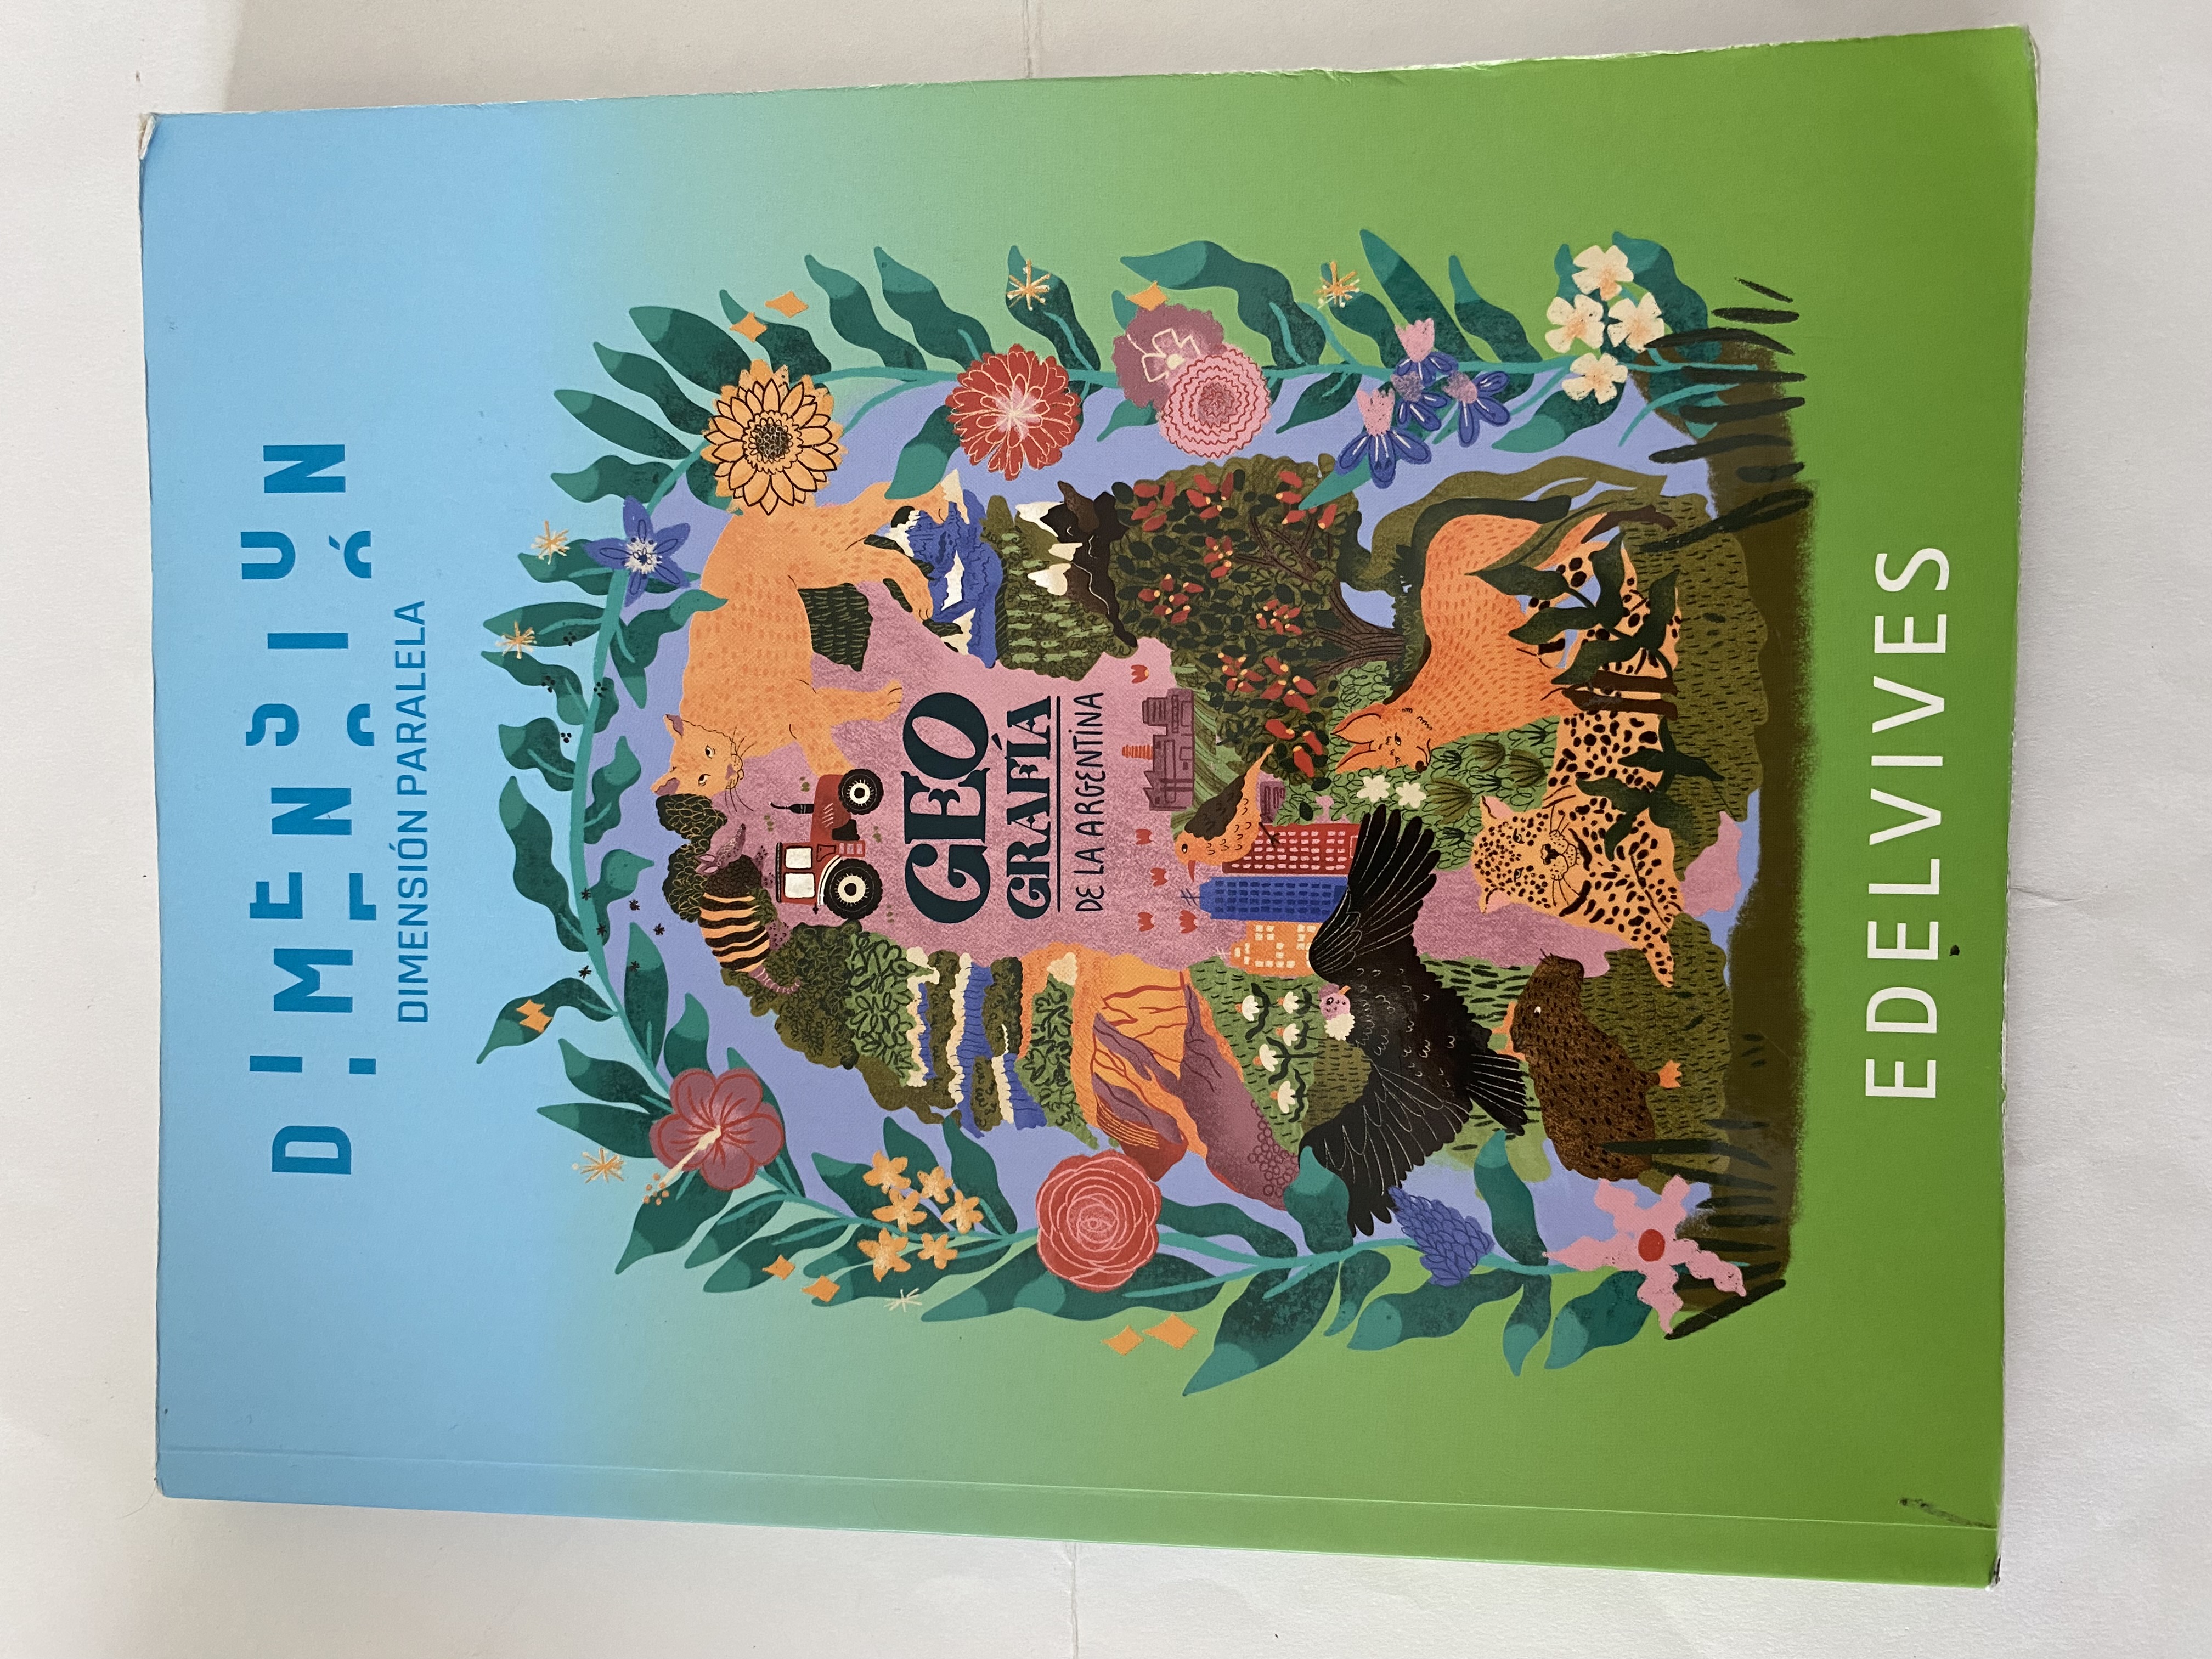 DIMENSIÓN
DIMENSIÓN PARALELA
GEO
GRAFÍA
DE LA ARGENTINA
EDELVIVES